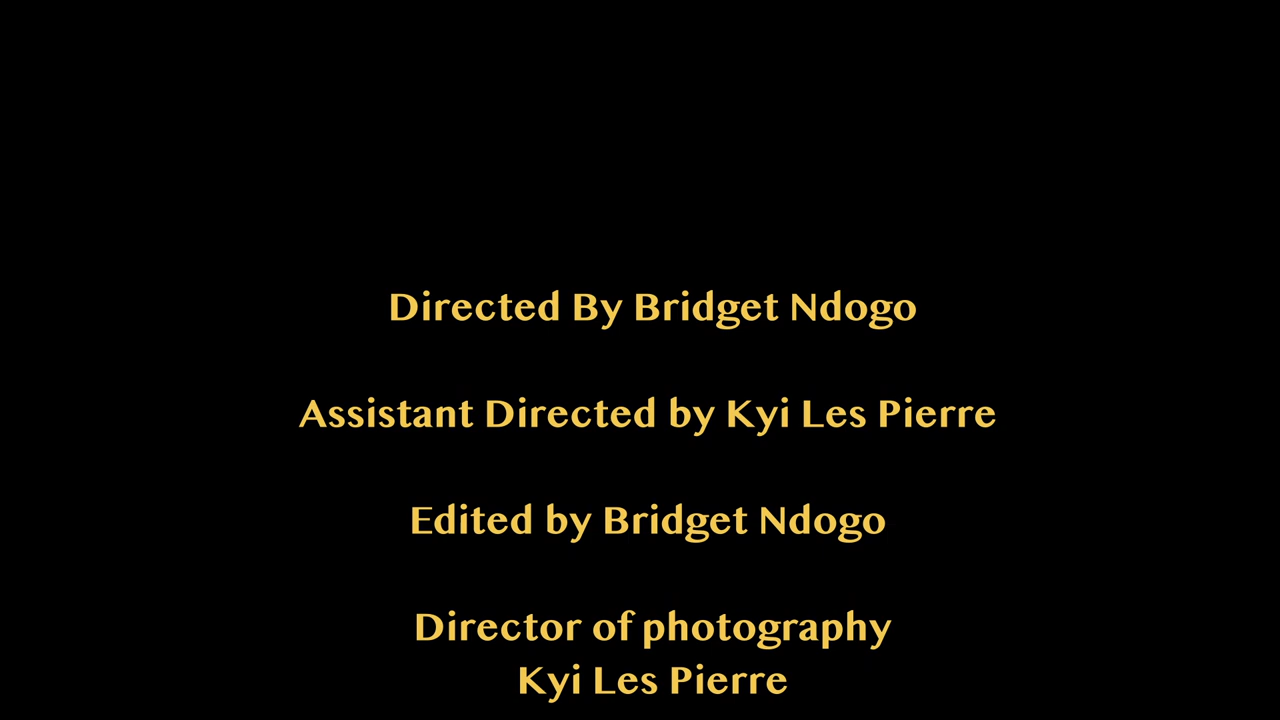 Directed By Bridget Ndogo
Assistant Directed by Kyi Les Pierre
Edited by Bridget Ndogo
Director of photography
Kyi Les Pierre